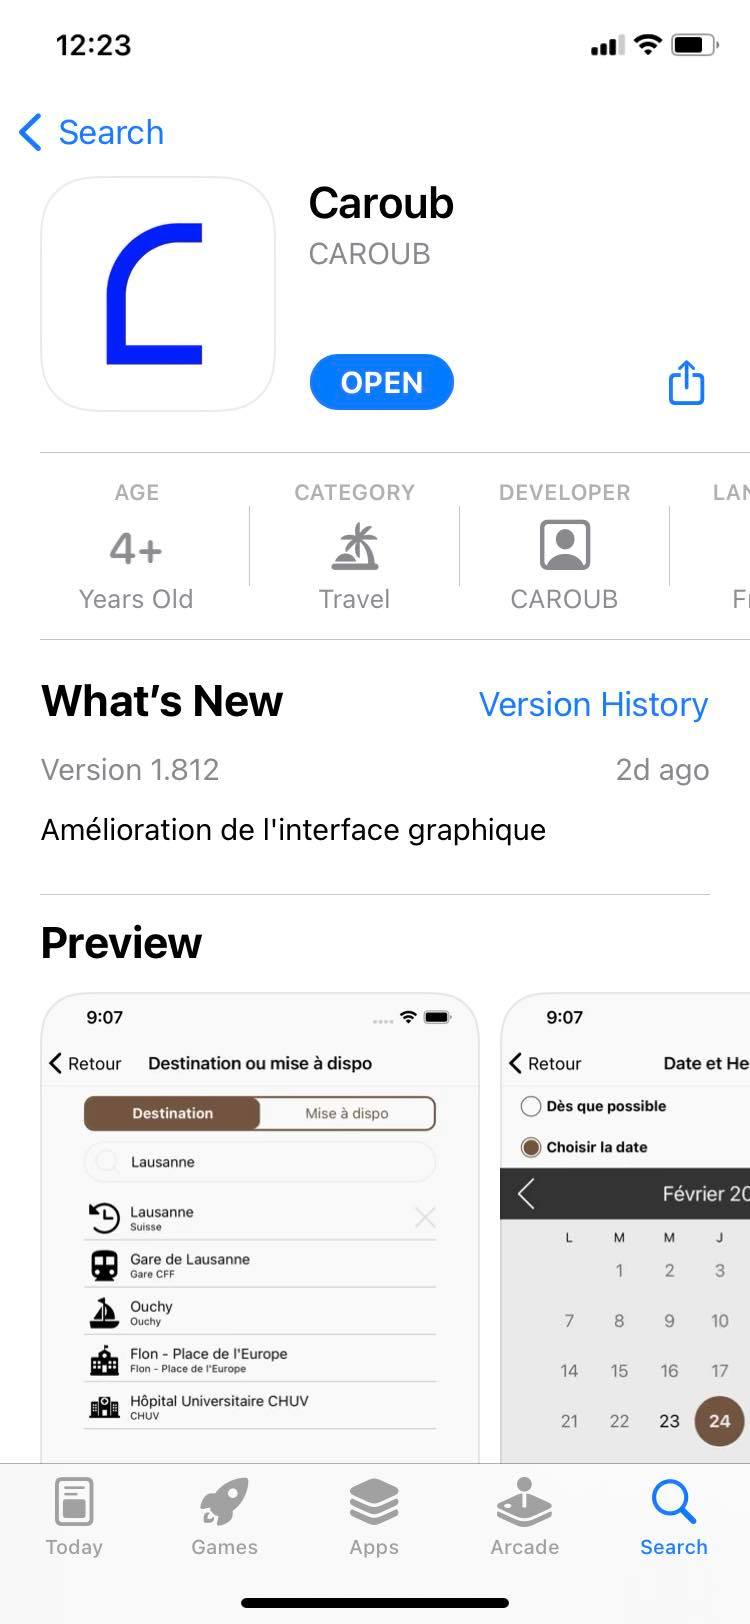 12:23
Search
Caroub
CAROUB
OPEN
AGE
4+
Years Old
CATEGORY
Travel
DEVELOPER
CAROUB
What's New
Version History
Version 1.812
2d ago
Amélioration de l'interface graphique
Preview
9:07
Retour
Destination ou mise à dispo
Destination
Mise à dispo
Lausanne
Lausanne
Suisse
Gare de Lausanne
Gare CFF
Ouchy
Ouchy
Flon - Place de l'Europe
Flon - Place de l'Europe
Hôpital Universitaire CHUV
CHUV
9:07
Retour
Date et He
Dès que possible
Choisir la date
Février 20
L M M J
1 2 3
7 8 9 10
14 15 16 17
21 22 23 24
Today
Games
Apps
Arcade
Search